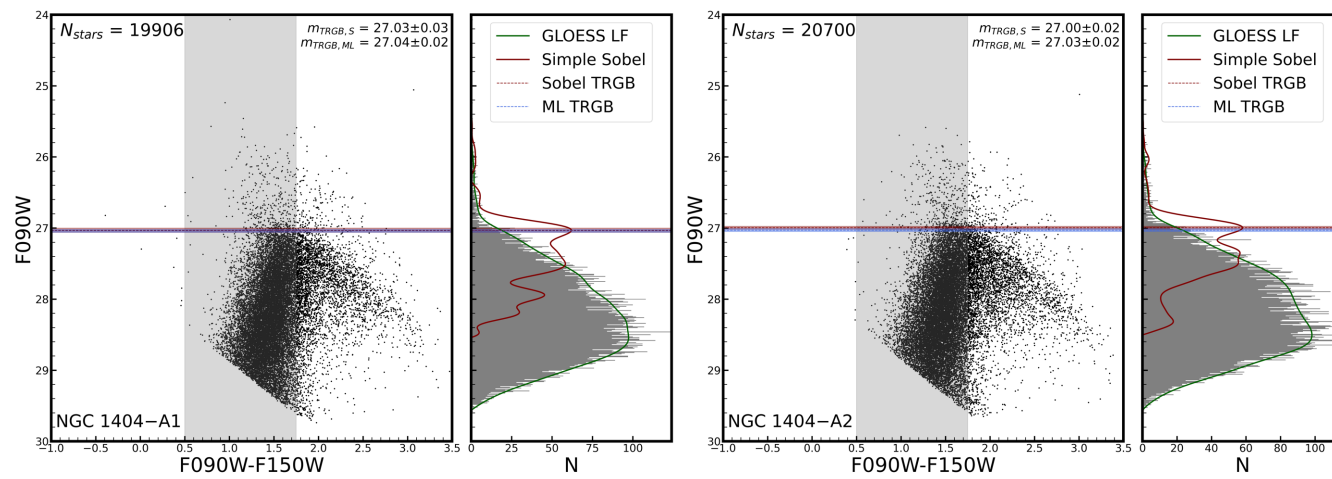 N_stars = 19906
m_TRGB,S = 27.03±0.03
m_TRGB,ML = 27.04±0.02
24
25
26
27
28
29
30
F090W
NGC 1404−A1
−1.0 −0.5 0.0 0.5 1.0 1.5 2.0 2.5 3.0 3.5
F090W-F150W
GLOESS LF
Simple Sobel
Sobel TRGB
ML TRGB
0 25 50 75 100
N
N_stars = 20700
m_TRGB,S = 27.00±0.02
m_TRGB,ML = 27.03±0.02
24
25
26
27
28
29
30
F090W
NGC 1404−A2
−1.0 −0.5 0.0 0.5 1.0 1.5 2.0 2.5 3.0 3.5
F090W-F150W
GLOESS LF
Simple Sobel
Sobel TRGB
ML TRGB
0 20 40 60 80 100
N